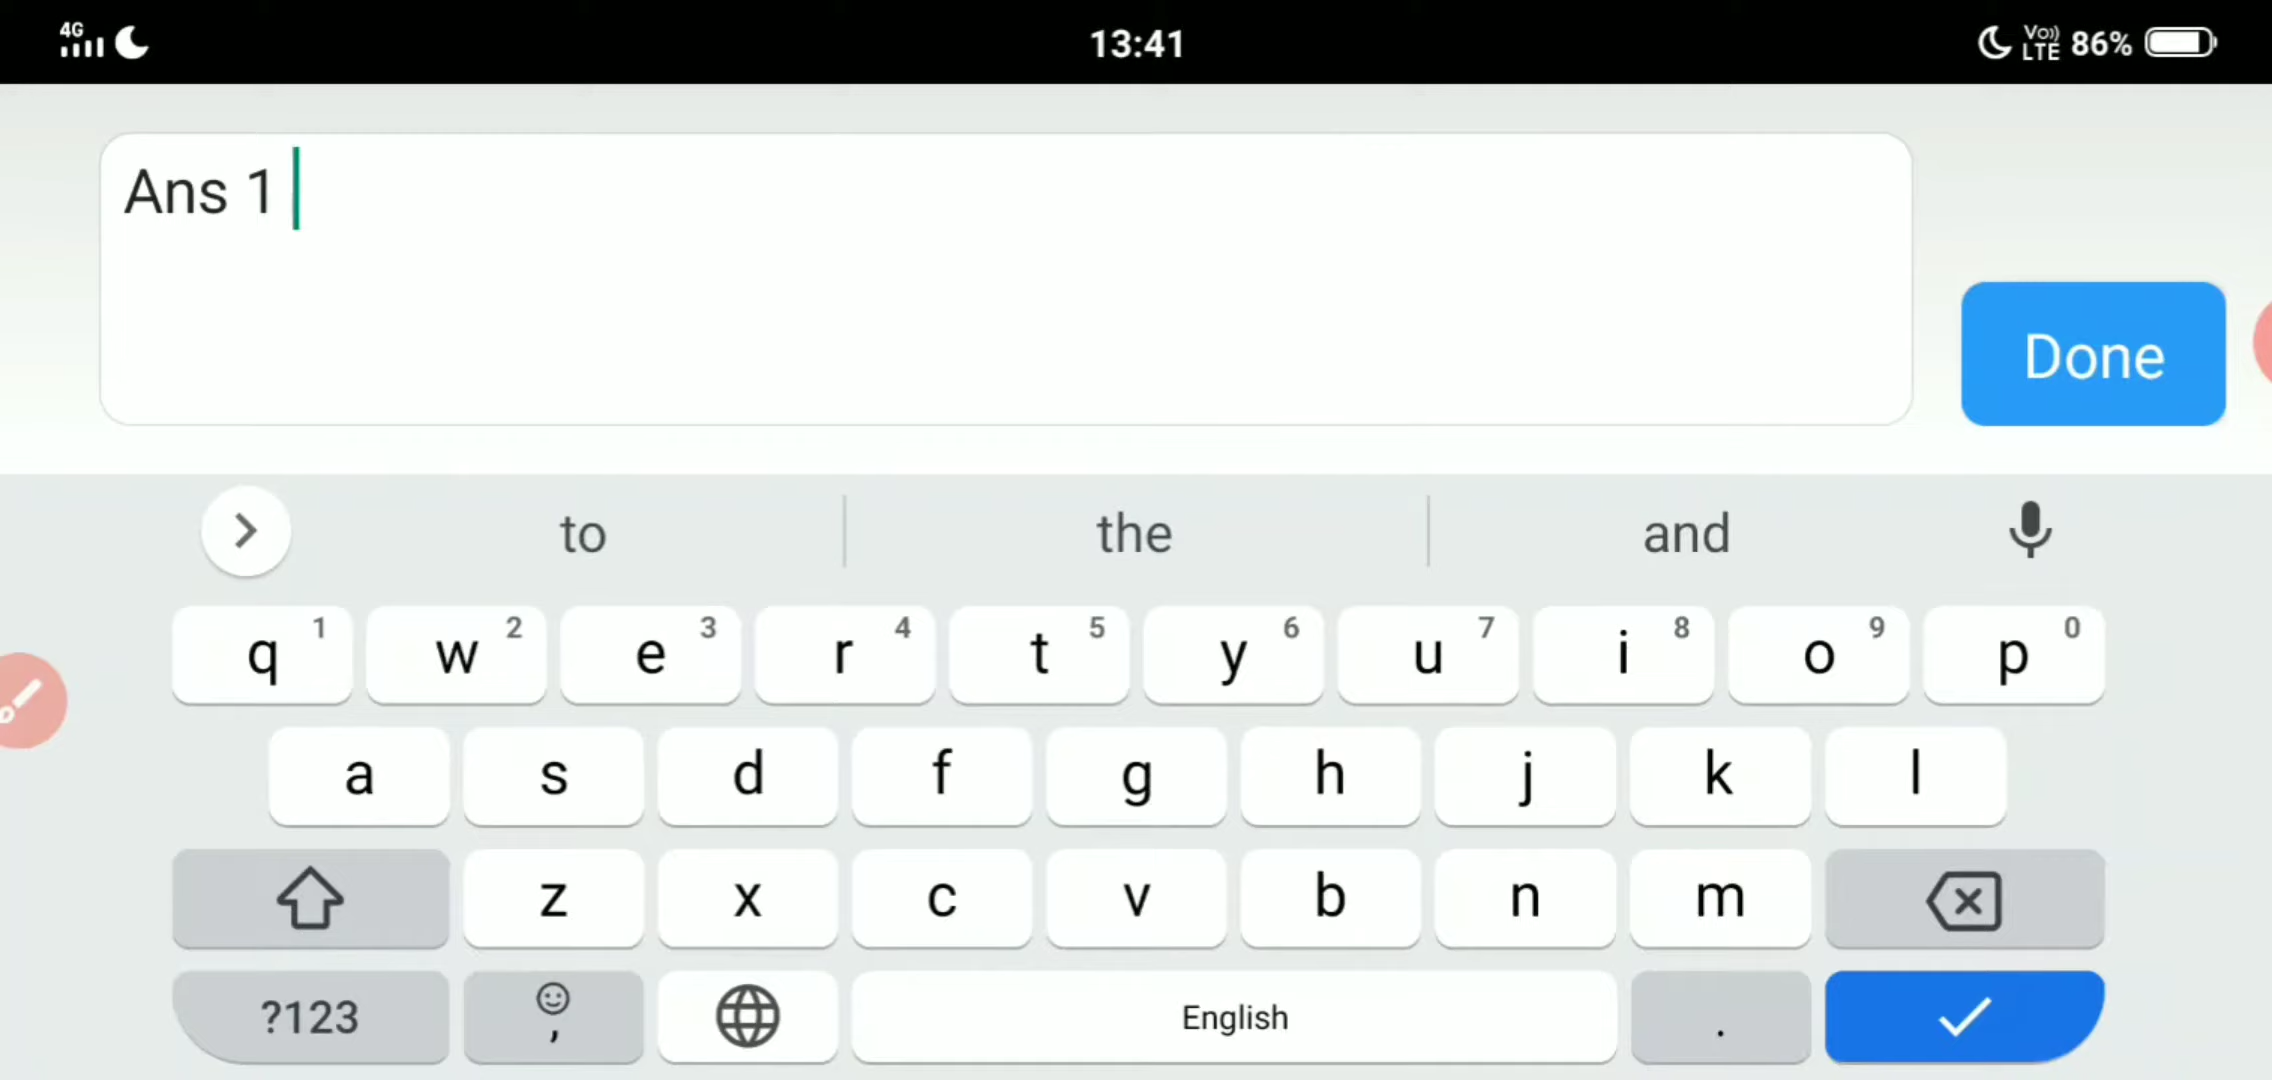 4G 13:41 Vo)) LTE 86%
Ans 1
Done
to the and
q 1 w 2 e 3 r 4 t 5 y 6 u 7 i 8 o 9 p 0
a s d f g h j k l
z x c v b n m
?123 , English .